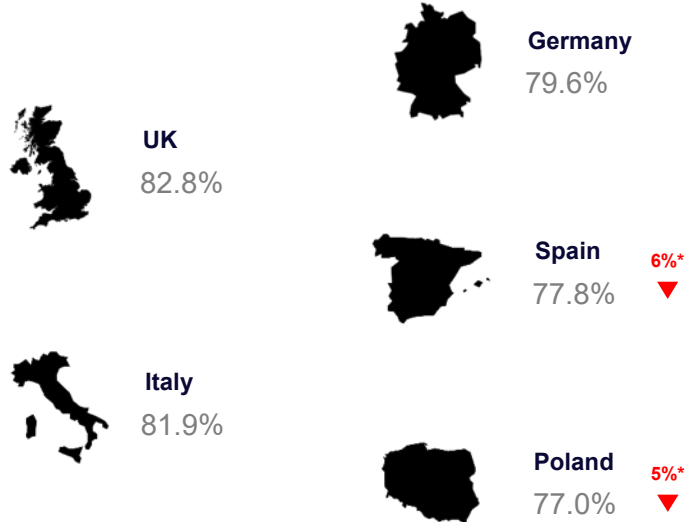 Germany
79.6%
UK
82.8%
Spain
77.8%
6%*
Italy
81.9%
Poland
77.0%
5%*